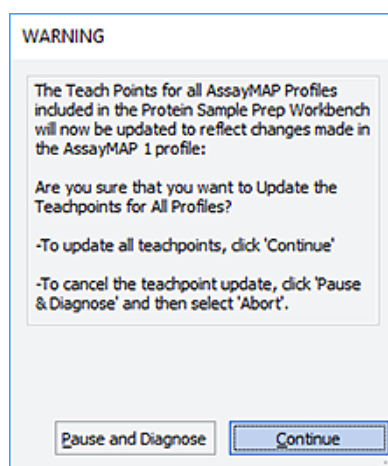 WARNING
The Teach Points for all AssayMAP Profiles
included in the Protein Sample Prep Workbench
will now be updated to reflect changes made in
the AssayMAP 1 profile:
Are you sure that you want to Update the
Teachpoints for All Profiles?
-To update all teachpoints, click 'Continue'
-To cancel the teachpoint update, click 'Pause
& Diagnose' and then select 'Abort'.
Pause and Diagnose
Continue